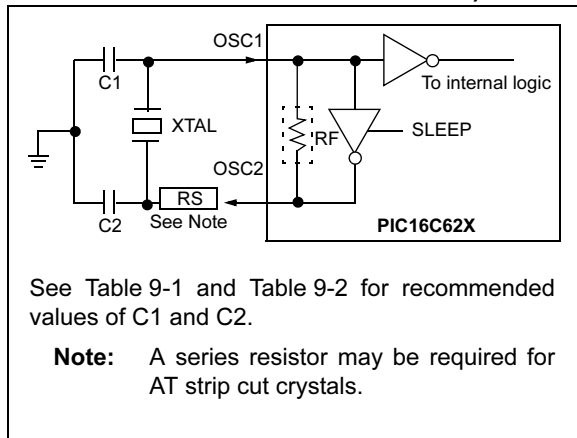 OSC1
C1
To internal logic
XTAL
RF
SLEEP
OSC2
RS
C2
See Note
PIC16C62X
See Table 9-1 and Table 9-2 for recommended
values of C1 and C2.
Note: A series resistor may be required for
AT strip cut crystals.